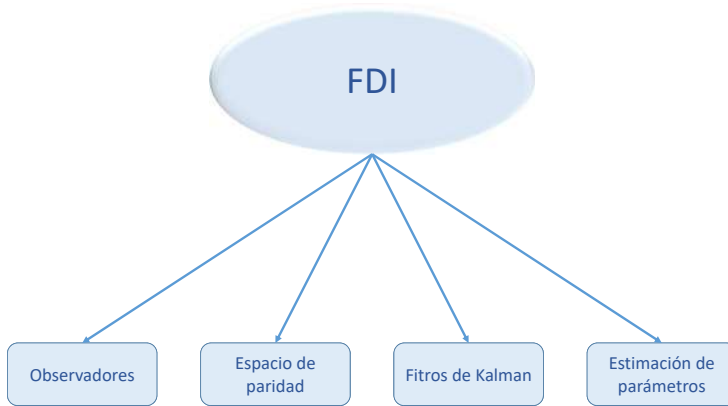 FDI
Observadores
Espacio de
paridad
Fitros de Kalman
Estimación de
parámetros